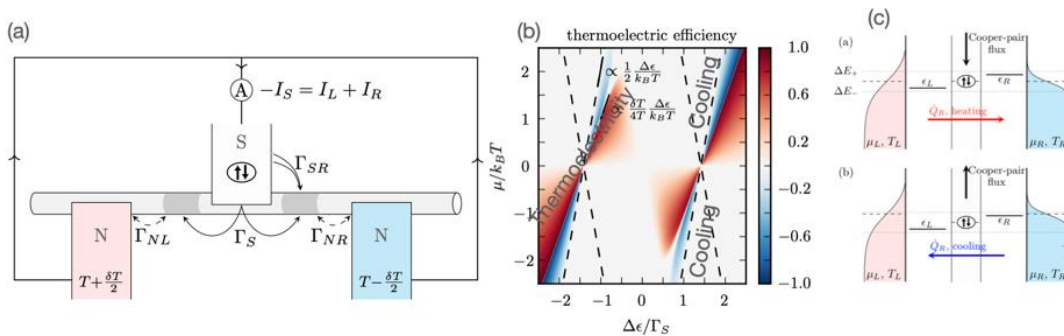 (a)
A
−I_S = I_L + I_R
S
Γ_SR
N
Γ_NL
Γ_S
Γ_NR
N
T+δT/2
T−δT/2
(b)
thermoelectric efficiency
μ/k_BT
2
1
0
−1
−2
∝ 1/2 Δϵ/k_BT
δT/4T Δϵ/k_BT
Thermoelectricity
Cooling
Cooling
−2
−1
0
1
2
Δϵ/Γ_S
1.0
0.6
0.2
−0.2
−0.6
−1.0
(c)
(a)
Cooper-pair
flux
ΔE_+
ΔE_−
ϵ_L
ϵ_R
Q̇_R, heating
μ_L, T_L
μ_R, T_R
(b)
Cooper-pair
flux
ϵ_L
ϵ_R
Q̇_R, cooling
μ_L, T_L
μ_R, T_R